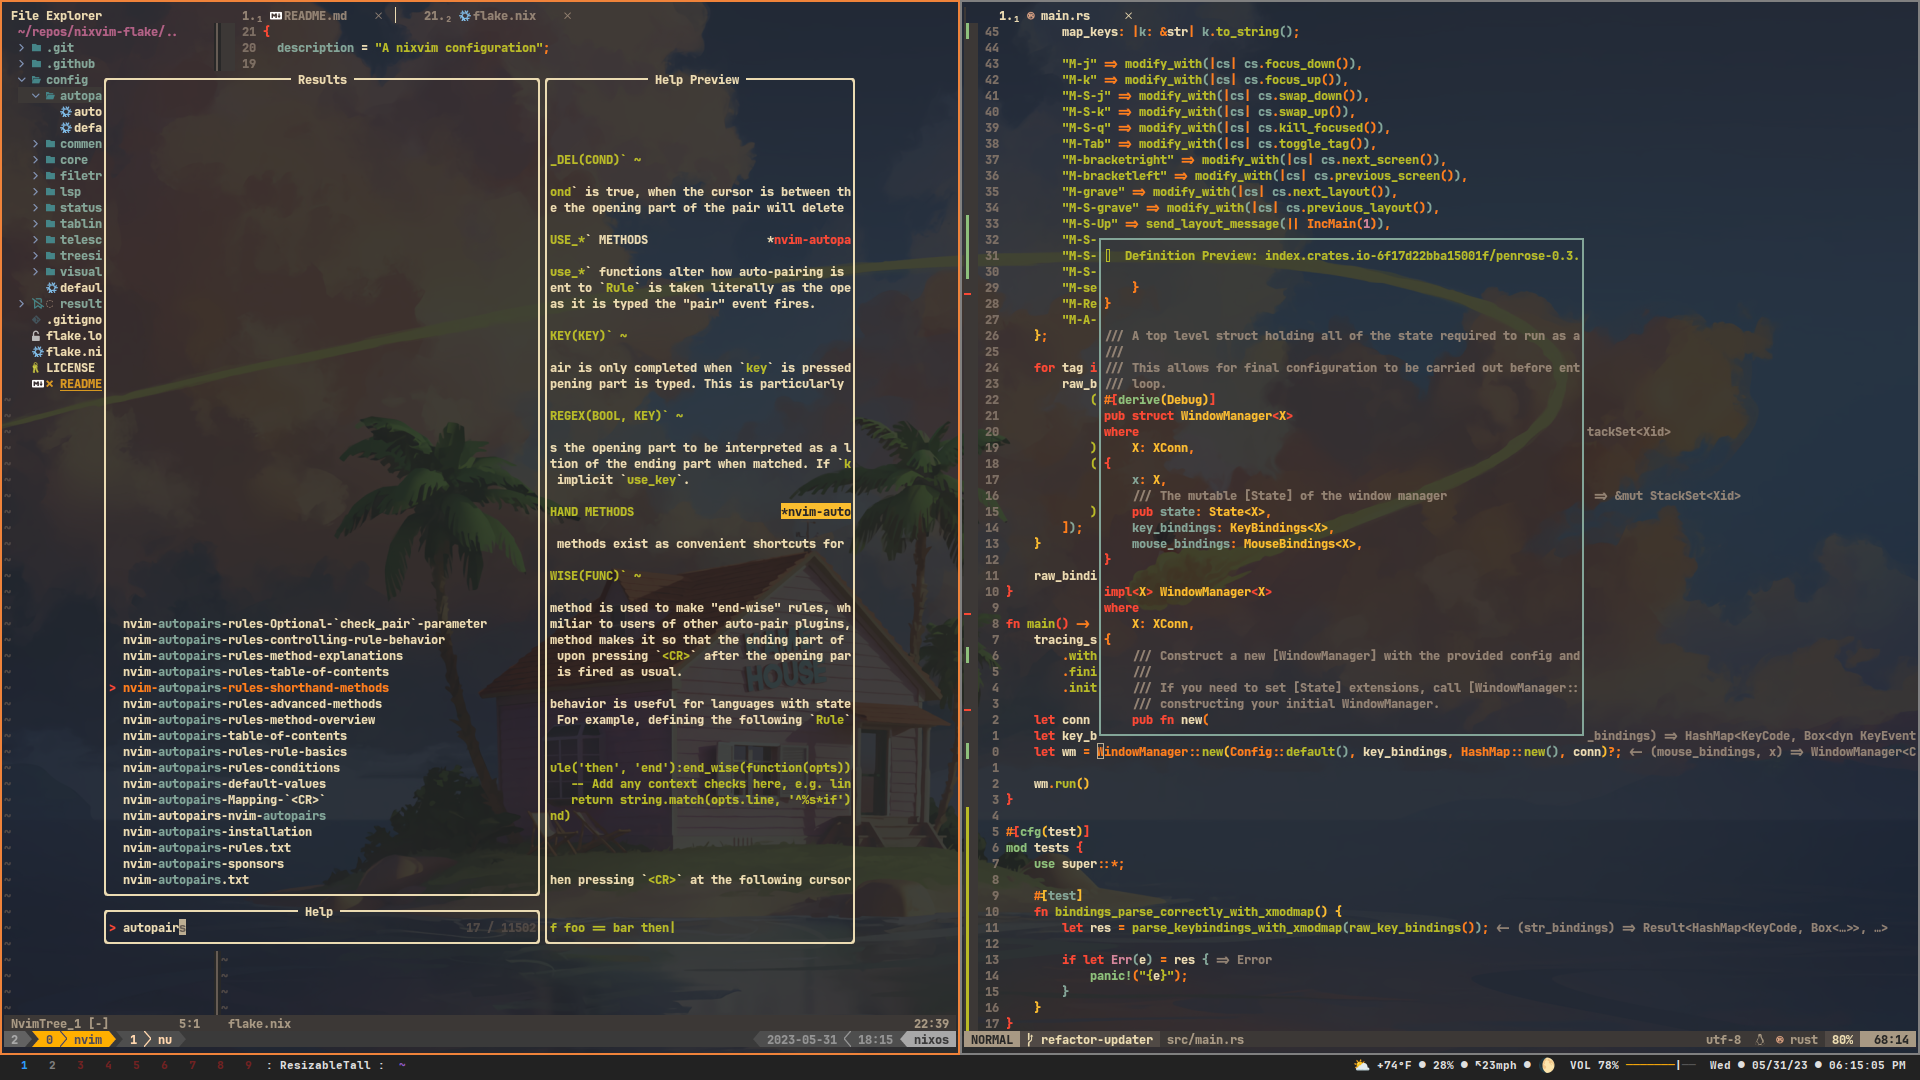 File Explorer
~/repos/nixvim-flake/..
.git
.github
config
autopa
auto
defa
commen
core
filetr
lsp
status
tablin
telesc
treesi
visual
defaul
result
.gitigno
flake.lo
flake.ni
LICENSE
README
1.₁ README.md × 21.₂ flake.nix ×
21 {
20 description = "A nixvim configuration";
19
Results
nvim-autopairs-rules-Optional-`check_pair`-parameter
nvim-autopairs-rules-controlling-rule-behavior
nvim-autopairs-rules-method-explanations
nvim-autopairs-rules-table-of-contents
> nvim-autopairs-rules-shorthand-methods
nvim-autopairs-rules-advanced-methods
nvim-autopairs-rules-method-overview
nvim-autopairs-table-of-contents
nvim-autopairs-rules-rule-basics
nvim-autopairs-rules-conditions
nvim-autopairs-default-values
nvim-autopairs-Mapping-`<CR>`
nvim-autopairs-nvim-autopairs
nvim-autopairs-installation
nvim-autopairs-rules.txt
nvim-autopairs-sponsors
nvim-autopairs.txt
Help
> autopairs 17 / 11502
Help Preview
_DEL(COND)` ~
ond` is true, when the cursor is between th
e the opening part of the pair will delete
USE_*` METHODS *nvim-autopa
use_*` functions alter how auto-pairing is
ent to `Rule` is taken literally as the ope
as it is typed the "pair" event fires.
KEY(KEY)` ~
air is only completed when `key` is pressed
pening part is typed. This is particularly
REGEX(BOOL, KEY)` ~
s the opening part to be interpreted as a l
tion of the ending part when matched. If `k
implicit `use_key`.
HAND METHODS *nvim-auto
methods exist as convenient shortcuts for
WISE(FUNC)` ~
method is used to make "end-wise" rules, wh
miliar to users of other auto-pair plugins,
method makes it so that the ending part of
upon pressing `<CR>` after the opening par
is fired as usual.
behavior is useful for languages with state
For example, defining the following `Rule`
ule('then', 'end'):end_wise(function(opts))
-- Add any context checks here, e.g. lin
return string.match(opts.line, '^%s*if')
nd)
hen pressing `<CR>` at the following cursor
f foo == bar then|
NvimTree_1 [-] 5:1 flake.nix 22:39
2 0 nvim 1 nu 2023-05-31 18:15 nixos
1.₁ main.rs ×
45 map_keys: |k: &str| k.to_string();
44
43 "M-j" => modify_with(|cs| cs.focus_down()),
42 "M-k" => modify_with(|cs| cs.focus_up()),
41 "M-S-j" => modify_with(|cs| cs.swap_down()),
40 "M-S-k" => modify_with(|cs| cs.swap_up()),
39 "M-S-q" => modify_with(|cs| cs.kill_focused()),
38 "M-Tab" => modify_with(|cs| cs.toggle_tag()),
37 "M-bracketright" => modify_with(|cs| cs.next_screen()),
36 "M-bracketleft" => modify_with(|cs| cs.previous_screen()),
35 "M-grave" => modify_with(|cs| cs.next_layout()),
34 "M-S-grave" => modify_with(|cs| cs.previous_layout()),
33 "M-S-Up" => send_layout_message(|| IncMain(1)),
32 "M-S-
31 "M-S-
30 "M-S-
29 "M-se
28 "M-Re
27 "M-A-
26 };
25
24 for tag i
23 raw_b
22 (
21
20 tackSet<Xid>
19 )
18 (
17
16 => &mut StackSet<Xid>
15 )
14 ]);
13 }
12
11 raw_bindi
10 }
9
8 fn main() ->
7 tracing_s
6 .with
5 .fini
4 .init
3
2 let conn
1 let key_b _bindings) => HashMap<KeyCode, Box<dyn KeyEvent
0 let wm = WindowManager::new(Config::default(), key_bindings, HashMap::new(), conn)?; <- (mouse_bindings, x) => WindowManager<C
1
2 wm.run()
3 }
4
5 #[cfg(test)]
6 mod tests {
7 use super::*;
8
9 #[test]
10 fn bindings_parse_correctly_with_xmodmap() {
11 let res = parse_keybindings_with_xmodmap(raw_key_bindings()); <- (str_bindings) => Result<HashMap<KeyCode, Box<…>>, …>
12
13 if let Err(e) = res { => Error
14 panic!("{e}");
15 }
16 }
17 }
Definition Preview: index.crates.io-6f17d22bba15001f/penrose-0.3.
}
}
/// A top level struct holding all of the state required to run as a
///
/// This allows for final configuration to be carried out before ent
/// loop.
#[derive(Debug)]
pub struct WindowManager<X>
where
X: XConn,
{
x: X,
/// The mutable [State] of the window manager
pub state: State<X>,
key_bindings: KeyBindings<X>,
mouse_bindings: MouseBindings<X>,
}
impl<X> WindowManager<X>
where
X: XConn,
{
/// Construct a new [WindowManager] with the provided config and
///
/// If you need to set [State] extensions, call [WindowManager::
/// constructing your initial WindowManager.
pub fn new(
NORMAL refactor-updater src/main.rs utf-8 rust 80% 68:14
1 2 3 4 5 6 7 8 9 : ResizableTall : ~
+74°F ● 28% ● ↖23mph ● VOL 78% Wed ● 05/31/23 ● 06:15:05 PM
HOUSE